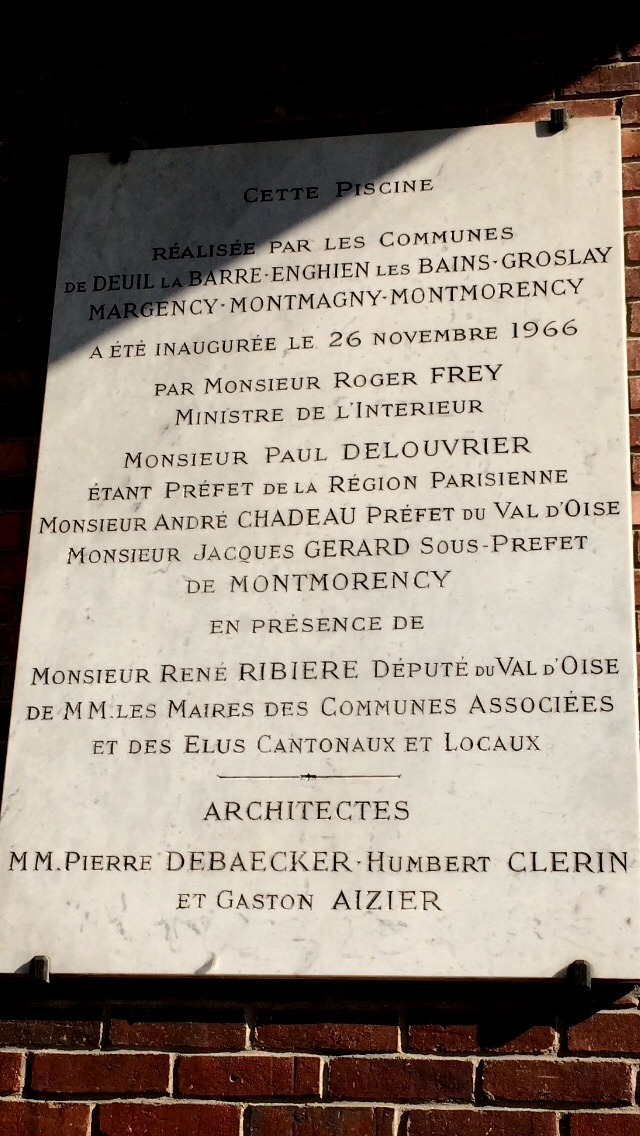 Cette Piscine
réalisée par les Communes
de DEUIL la BARRE·ENGHIEN les BAINS·GROSLAY
MARGENCY·MONTMAGNY·MONTMORENCY
a été inaugurée le 26 novembre 1966
par Monsieur Roger FREY
Ministre de l'Interieur
Monsieur Paul DELOUVRIER
étant Préfet de la Région Parisienne
Monsieur André CHADEAU Préfet du Val d'Oise
Monsieur Jacques GERARD Sous-Prefet
de MONTMORENCY
en présence de
Monsieur René RIBIERE Député du Val d'Oise
de MM. les Maires des Communes Associées
et des Elus Cantonaux et Locaux
ARCHITECTES
MM. Pierre DEBAECKER·Humbert CLERIN
et Gaston AIZIER